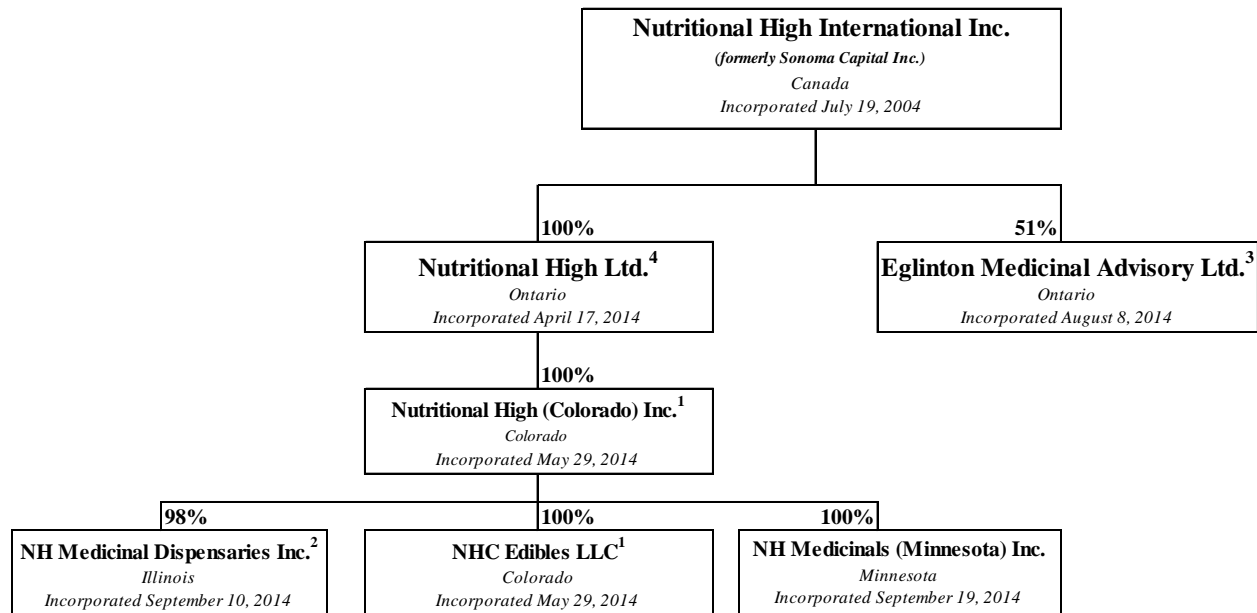 Nutritional High International Inc.
(formerly Sonoma Capital Inc.)
Canada
Incorporated July 19, 2004
100%
51%
Nutritional High Ltd.4
Ontario
Incorporated April 17, 2014
Eglinton Medicinal Advisory Ltd.3
Ontario
Incorporated August 8, 2014
100%
Nutritional High (Colorado) Inc.1
Colorado
Incorporated May 29, 2014
98%
100%
100%
NH Medicinal Dispensaries Inc.2
Illinois
Incorporated September 10, 2014
NHC Edibles LLC1
Colorado
Incorporated May 29, 2014
NH Medicinals (Minnesota) Inc.
Minnesota
Incorporated September 19, 2014